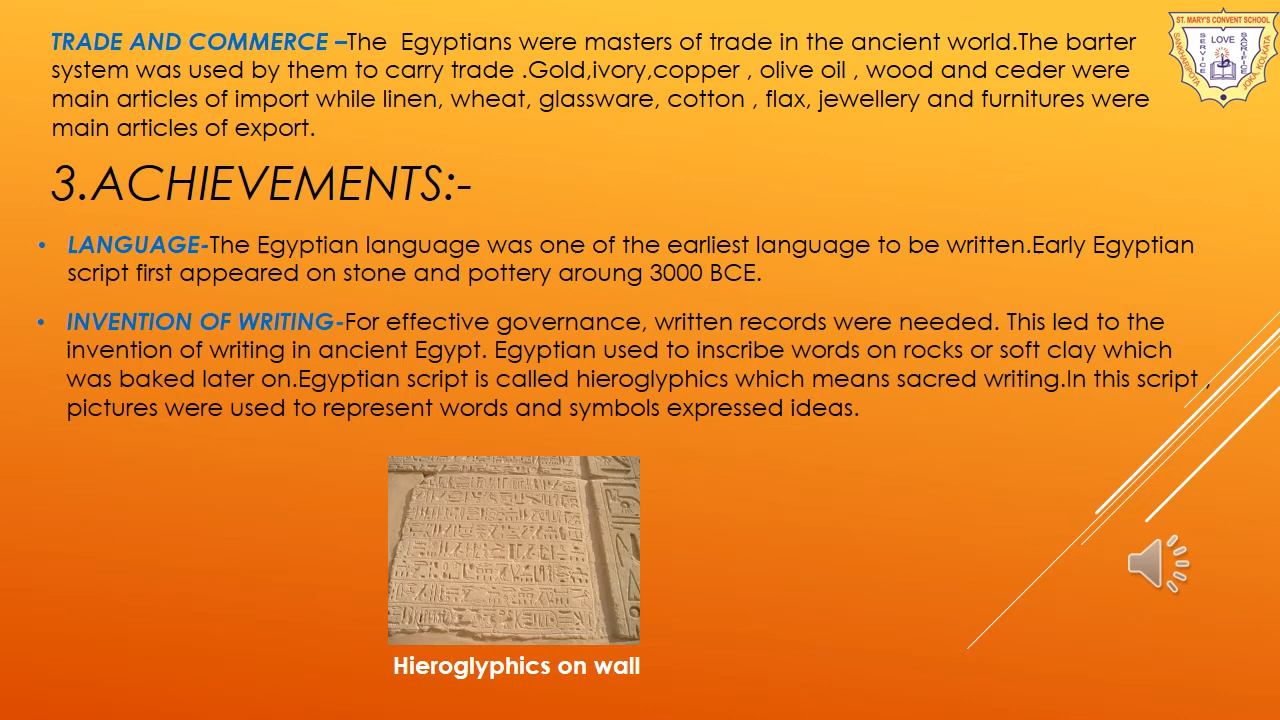 TRADE AND COMMERCE –The  Egyptians were masters of trade in the ancient world.The barter
system was used by them to carry trade .Gold,ivory,copper , olive oil , wood and ceder were
main articles of import while linen, wheat, glassware, cotton , flax, jewellery and furnitures were
main articles of export.
ST. MARY'S CONVENT SCHOOL
SERVICE
LOVE
SACRIFICE
SANKHARIPOTA
JOKA, KOLKATA
3.ACHIEVEMENTS:-
• LANGUAGE-The Egyptian language was one of the earliest language to be written.Early Egyptian
script first appeared on stone and pottery aroung 3000 BCE.
• INVENTION OF WRITING-For effective governance, written records were needed. This led to the
invention of writing in ancient Egypt. Egyptian used to inscribe words on rocks or soft clay which
was baked later on.Egyptian script is called hieroglyphics which means sacred writing.In this script ,
pictures were used to represent words and symbols expressed ideas.
Hieroglyphics on wall